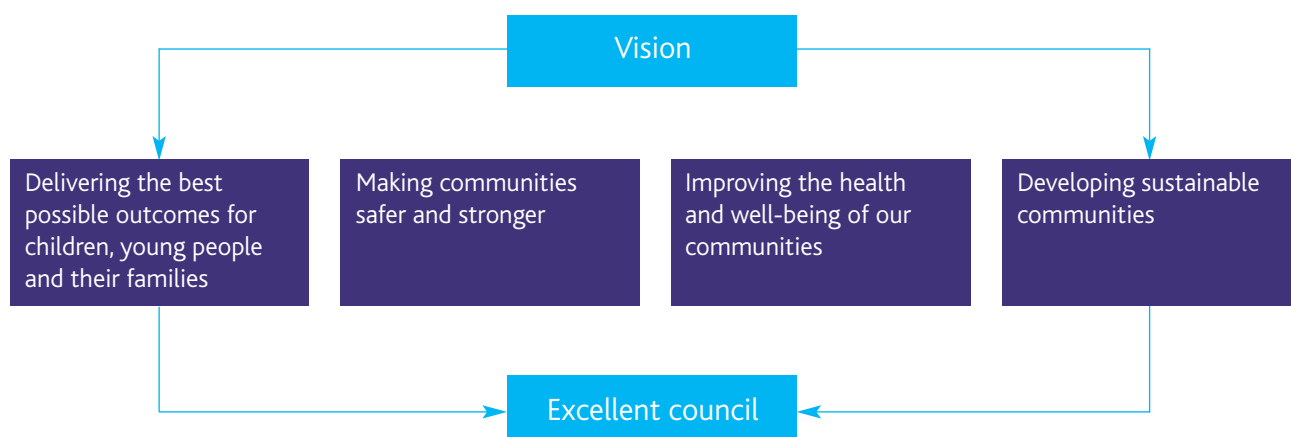 Vision
Delivering the best
possible outcomes for
children, young people
and their families
Making communities
safer and stronger
Improving the health
and well-being of our
communities
Developing sustainable
communities
Excellent council